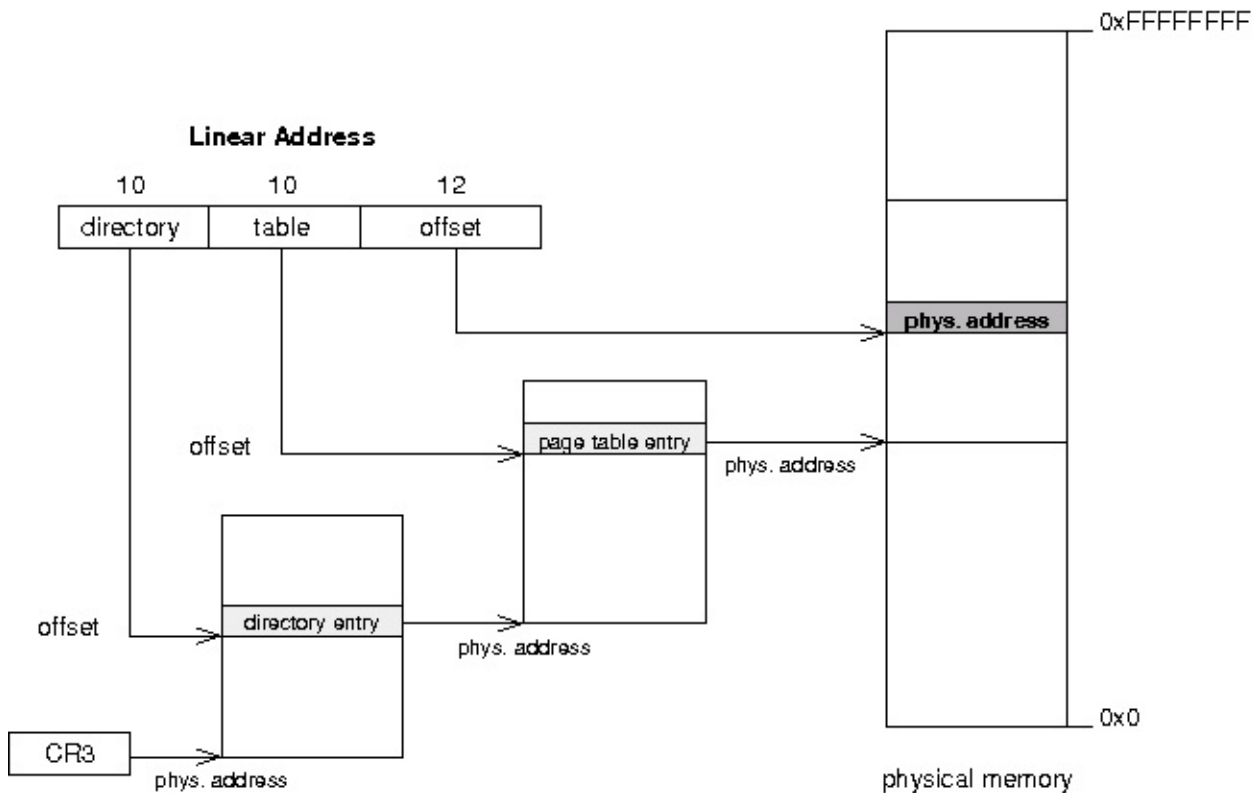 0xFFFFFFFF
Linear Address
10 10 12
directory table offset
phys. address
offset
page table entry
phys. address
offset
directory entry
phys. address
CR3
phys. address
0x0
physical memory